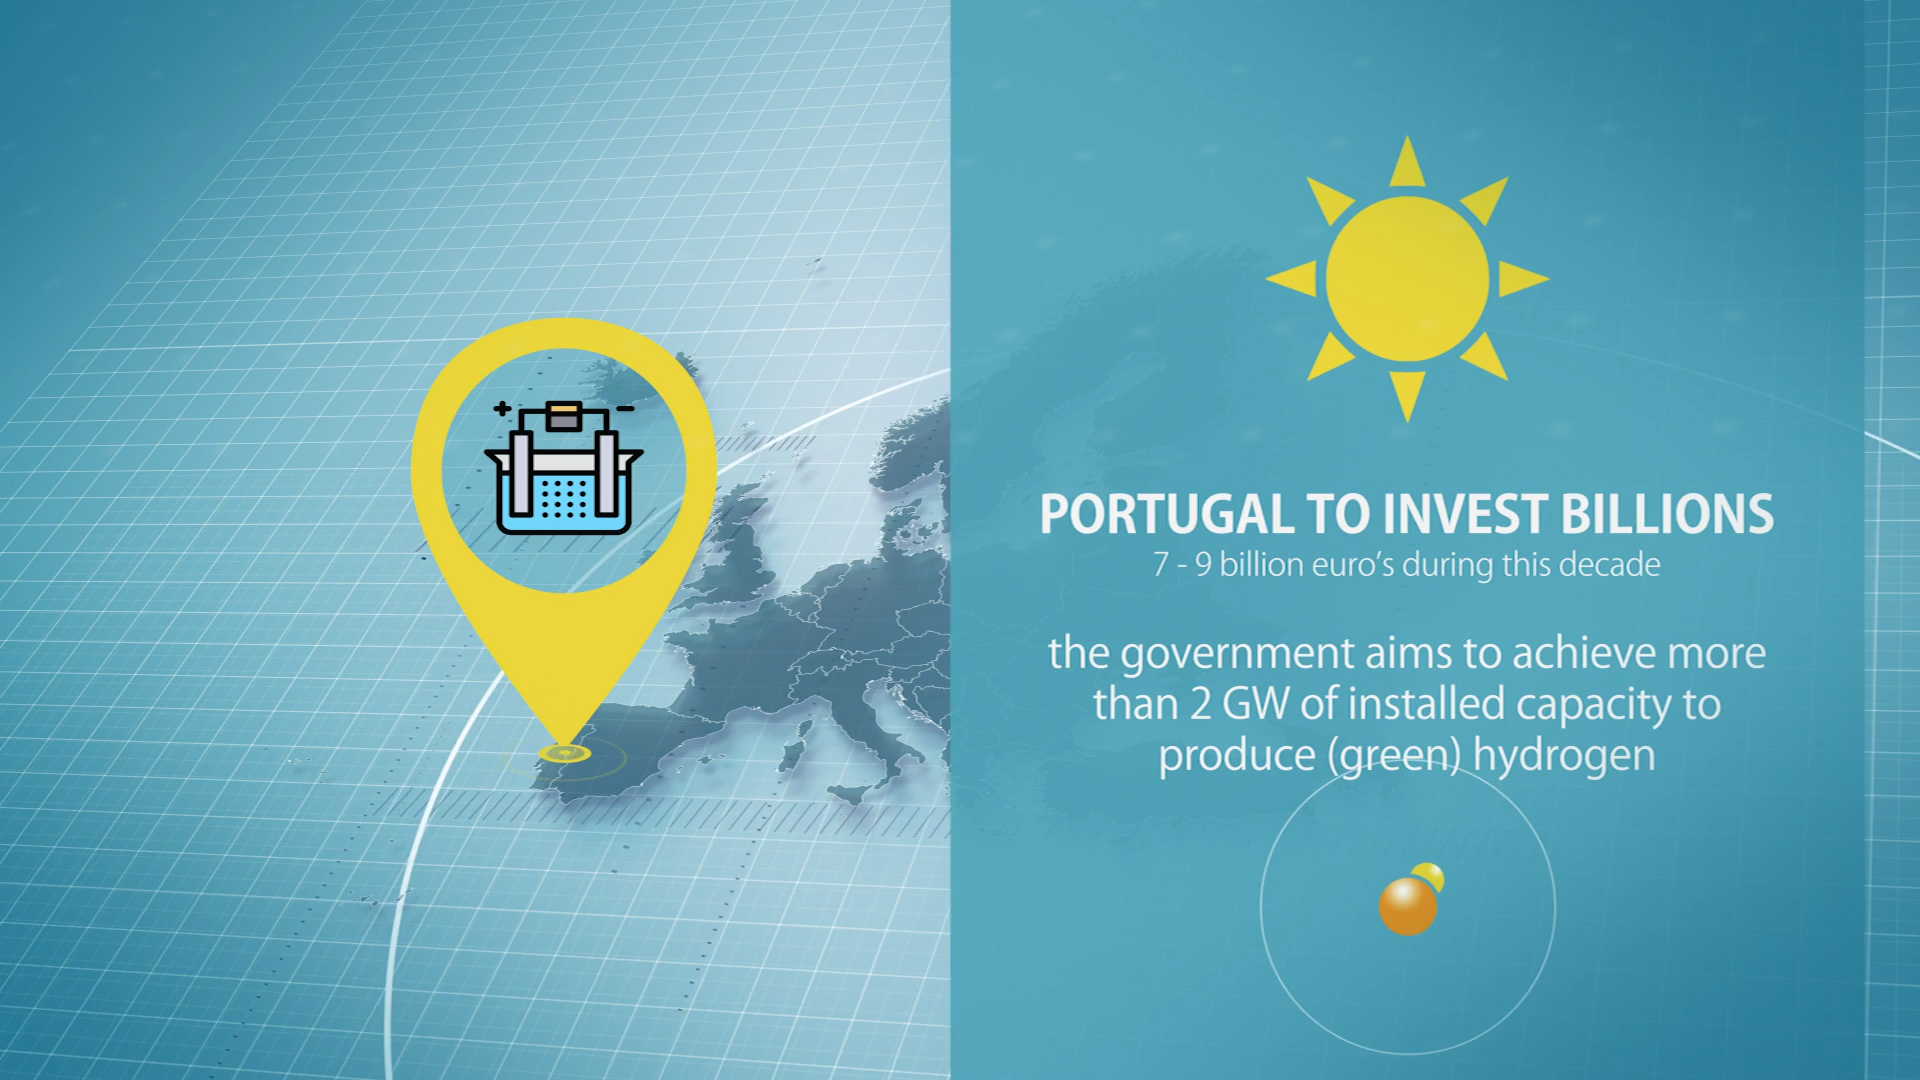 PORTUGAL TO INVEST BILLIONS
7 - 9 billion euro's during this decade
the government aims to achieve more
than 2 GW of installed capacity to
produce (green) hydrogen